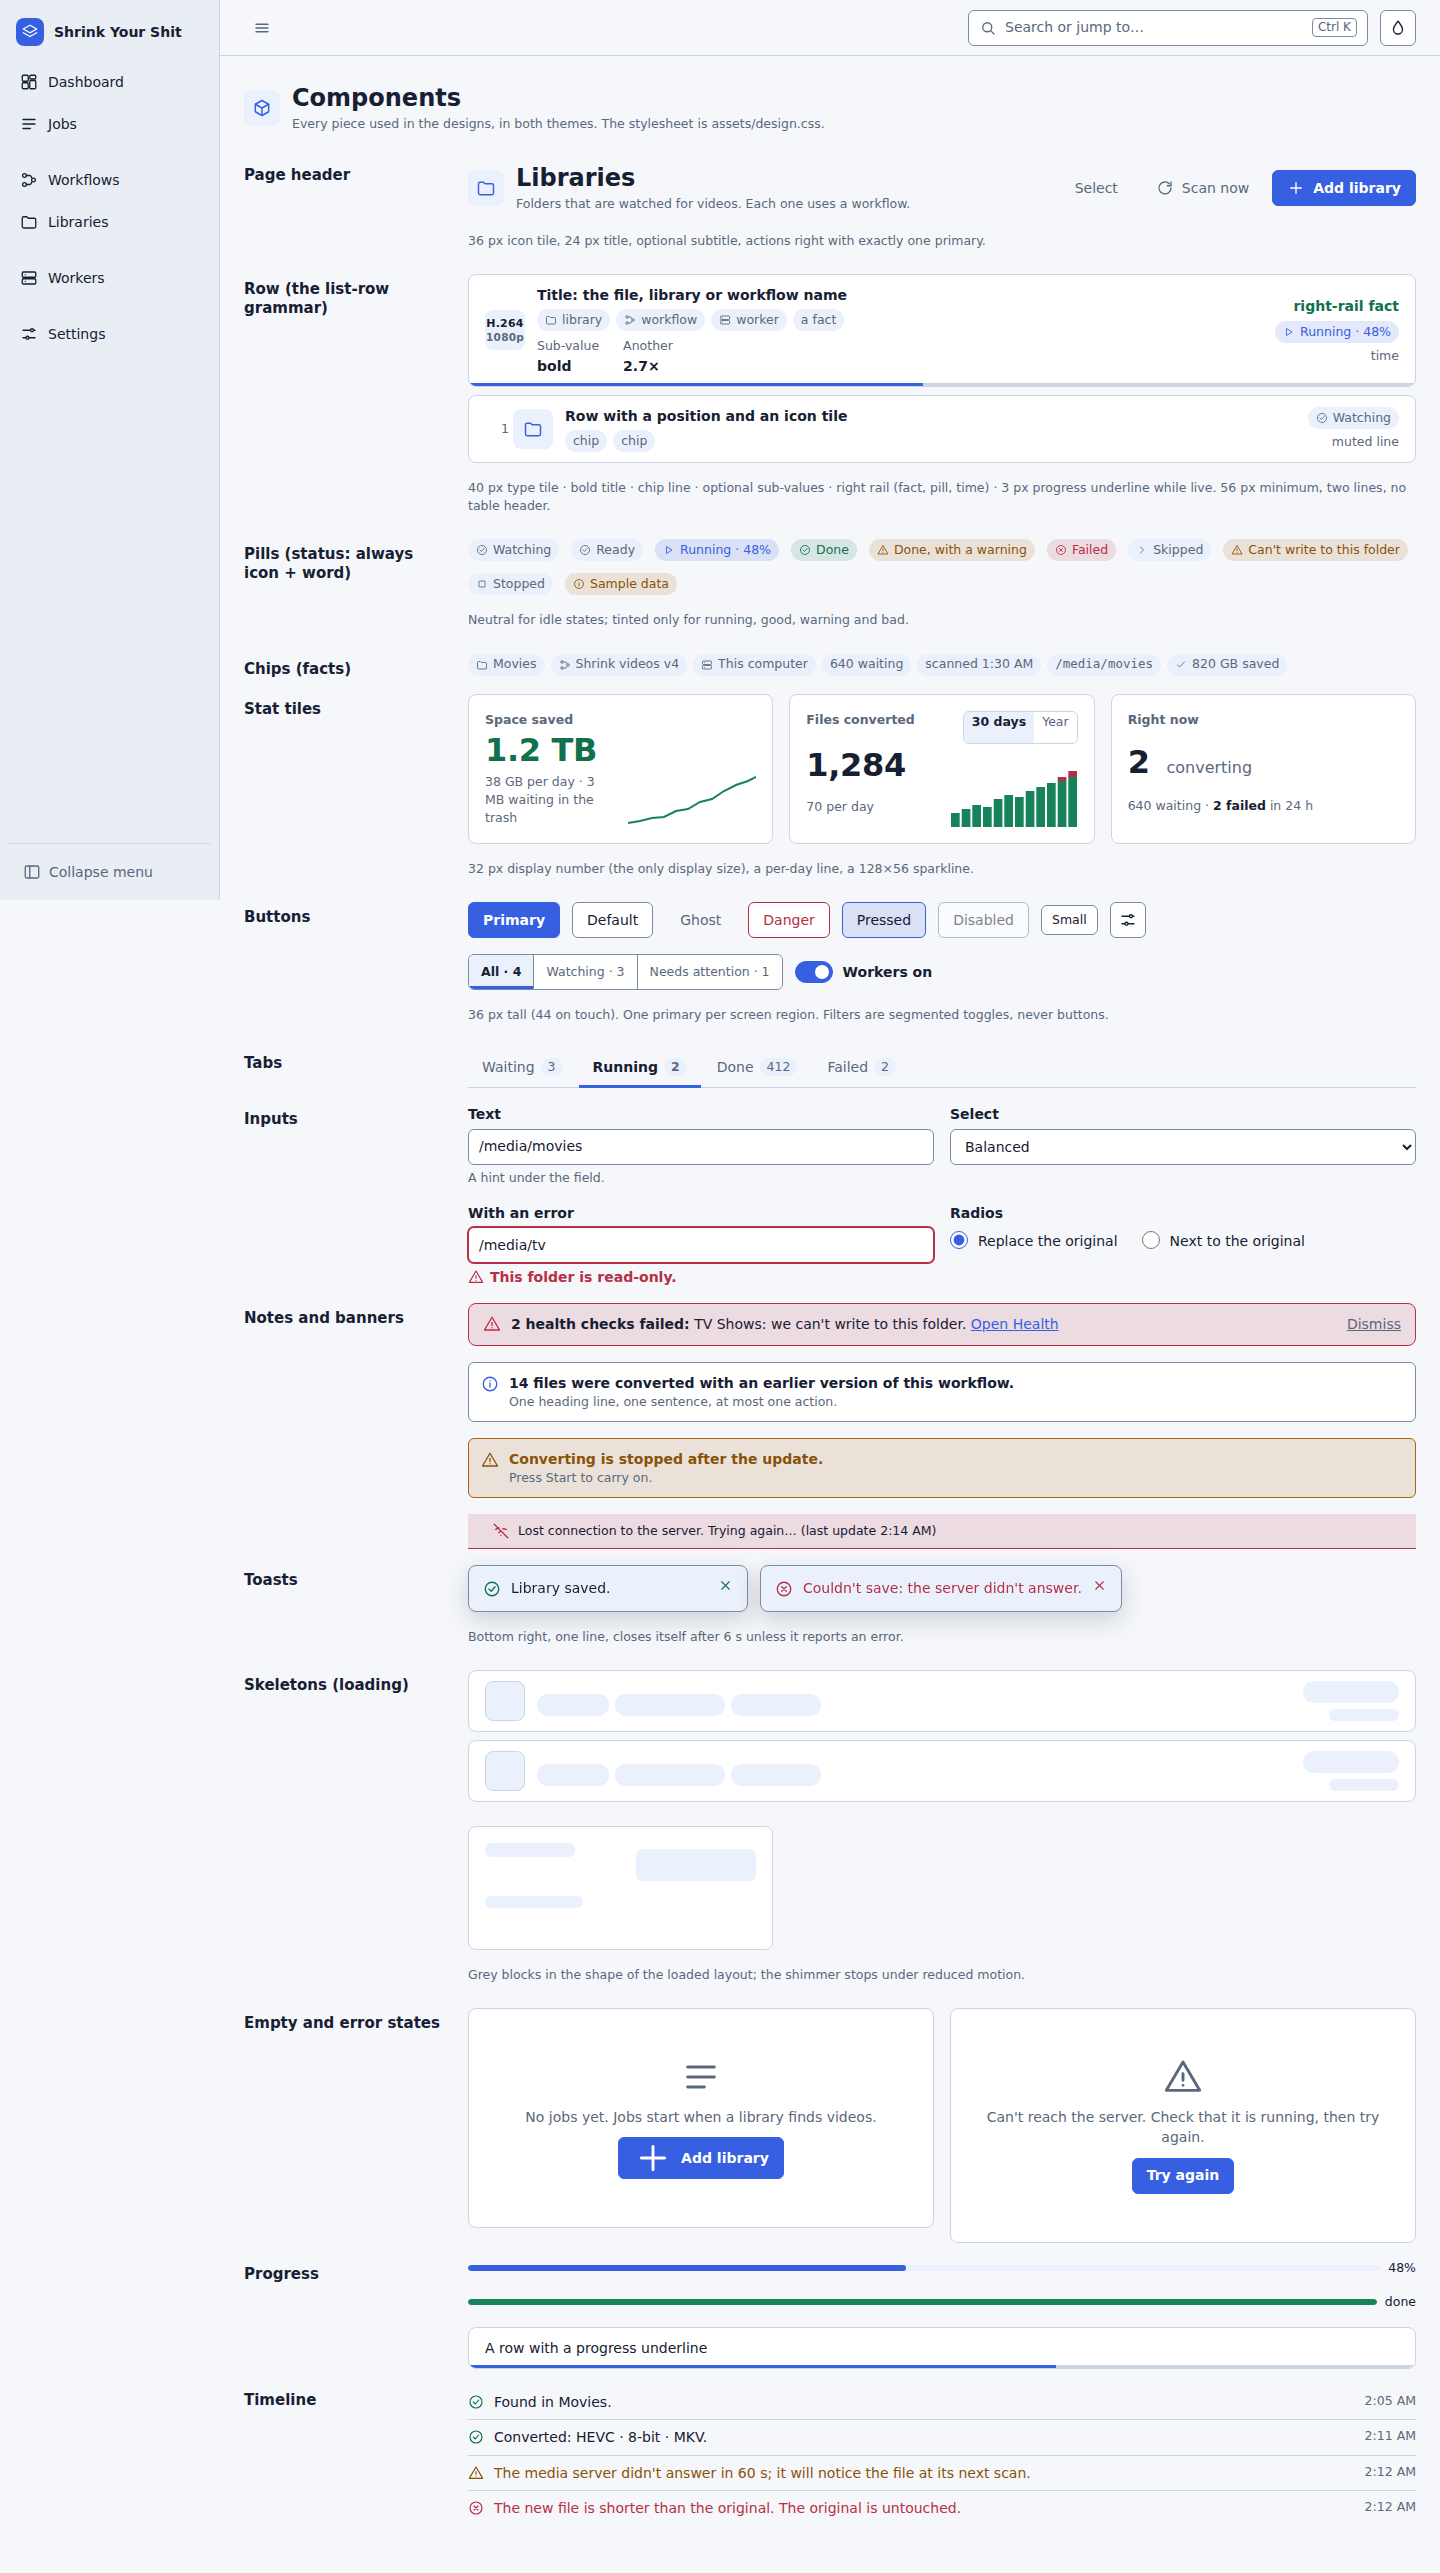 Shrink Your Shit
Dashboard
Jobs
Workflows
Libraries
Workers
Settings
Collapse menu
Search or jump to…
Ctrl K
Components
Every piece used in the designs, in both themes. The stylesheet is assets/design.css.
Page header
Libraries
Folders that are watched for videos. Each one uses a workflow.
Select
Scan now
Add library
36 px icon tile, 24 px title, optional subtitle, actions right with exactly one primary.
Row (the list-row
grammar)
H.264
1080p
Title: the file, library or workflow name
library
workflow
worker
a fact
Sub-value
Another
bold
2.7×
right-rail fact
Running · 48%
time
1
Row with a position and an icon tile
chip
chip
Watching
muted line
40 px type tile · bold title · chip line · optional sub-values · right rail (fact, pill, time) · 3 px progress underline while live. 56 px minimum, two lines, no
table header.
Pills (status: always
icon + word)
Watching
Ready
Running · 48%
Done
Done, with a warning
Failed
Skipped
Can't write to this folder
Stopped
Sample data
Neutral for idle states; tinted only for running, good, warning and bad.
Chips (facts)
Movies
Shrink videos v4
This computer
640 waiting
scanned 1:30 AM
/media/movies
820 GB saved
Stat tiles
Space saved
1.2 TB
38 GB per day · 3
MB waiting in the
trash
Files converted
30 days
Year
1,284
70 per day
Right now
2 converting
640 waiting · 2 failed in 24 h
32 px display number (the only display size), a per-day line, a 128×56 sparkline.
Buttons
Primary
Default
Ghost
Danger
Pressed
Disabled
Small
All · 4
Watching · 3
Needs attention · 1
Workers on
36 px tall (44 on touch). One primary per screen region. Filters are segmented toggles, never buttons.
Tabs
Waiting 3
Running 2
Done 412
Failed 2
Inputs
Text
Select
/media/movies
Balanced
A hint under the field.
With an error
Radios
/media/tv
Replace the original
Next to the original
This folder is read-only.
Notes and banners
2 health checks failed: TV Shows: we can't write to this folder. Open Health
Dismiss
14 files were converted with an earlier version of this workflow.
One heading line, one sentence, at most one action.
Converting is stopped after the update.
Press Start to carry on.
Lost connection to the server. Trying again… (last update 2:14 AM)
Toasts
Library saved.
Couldn't save: the server didn't answer.
Bottom right, one line, closes itself after 6 s unless it reports an error.
Skeletons (loading)
Grey blocks in the shape of the loaded layout; the shimmer stops under reduced motion.
Empty and error states
No jobs yet. Jobs start when a library finds videos.
Add library
Can't reach the server. Check that it is running, then try
again.
Try again
Progress
48%
done
A row with a progress underline
Timeline
Found in Movies.
2:05 AM
Converted: HEVC · 8-bit · MKV.
2:11 AM
The media server didn't answer in 60 s; it will notice the file at its next scan.
2:12 AM
The new file is shorter than the original. The original is untouched.
2:12 AM